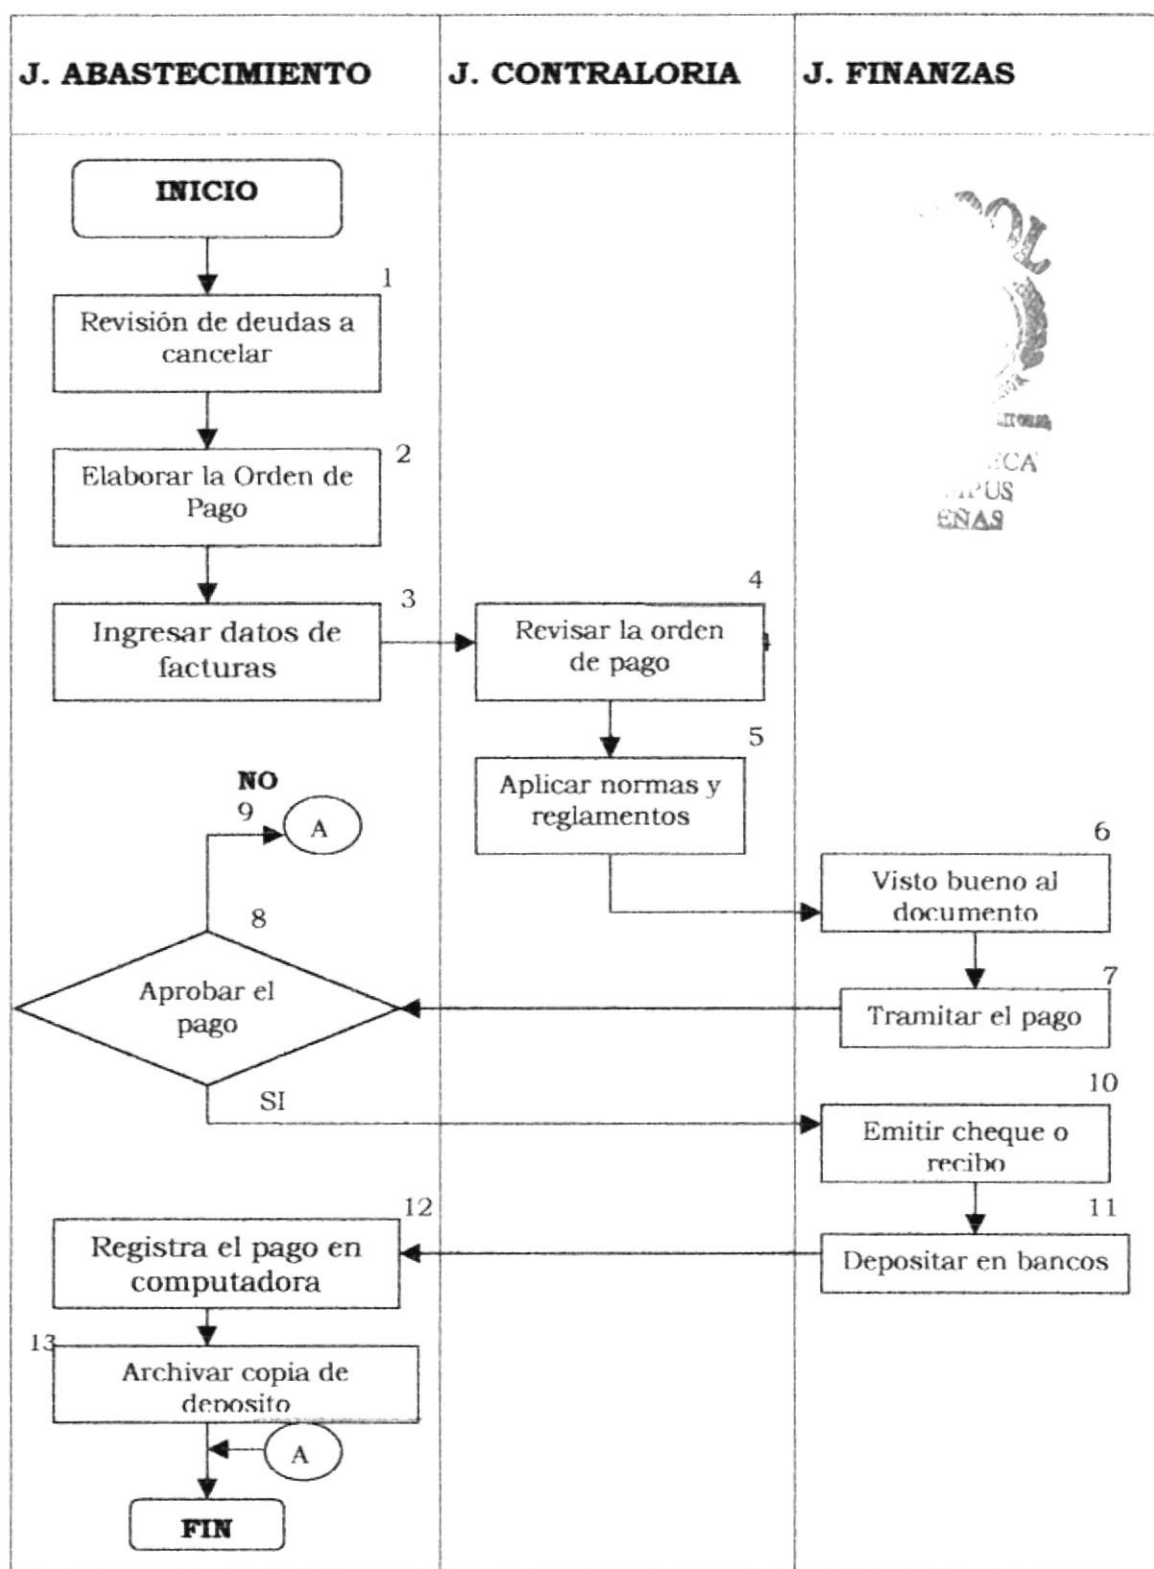 J. ABASTECIMIENTO
J. CONTRALORIA
J. FINANZAS
INICIO
1
Revisión de deudas a
cancelar
2
Elaborar la Orden de
Pago
3
Ingresar datos de
facturas
4
Revisar la orden
de pago
5
Aplicar normas y
reglamentos
6
Visto bueno al
documento
7
Tramitar el pago
8
Aprobar el
pago
NO
9
A
SI
10
Emitir cheque o
recibo
11
Depositar en bancos
12
Registra el pago en
computadora
13
Archivar copia de
deposito
A
FIN